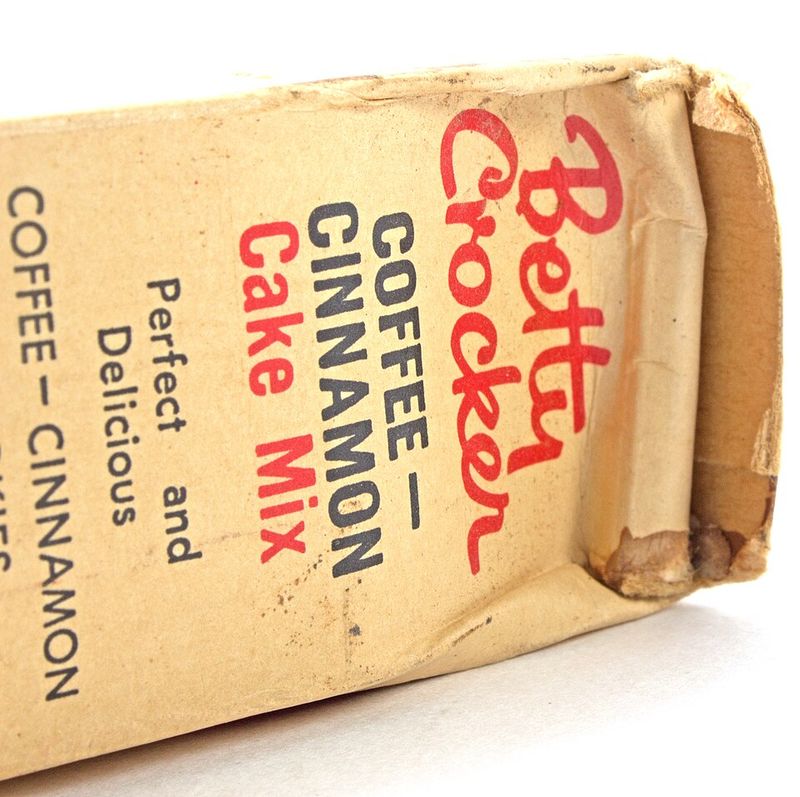 Betty
Crocker
COFFEE –
CINNAMON
Cake Mix
Perfect and
Delicious
COFFEE – CINNAMON